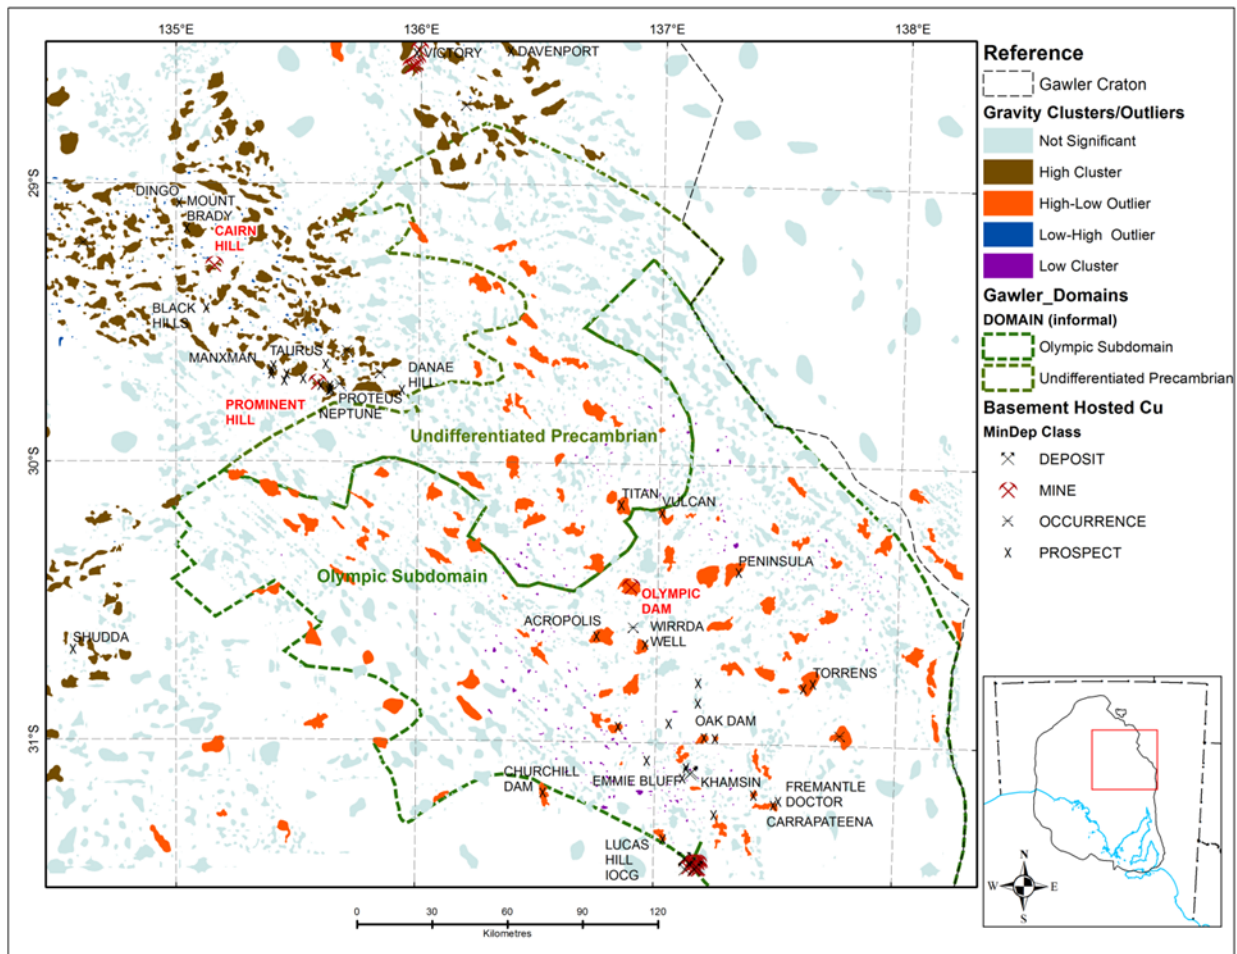 135°E
136°E
137°E
138°E
29°S
30°S
31°S
VICTORY
DAVENPORT
DINGO
MOUNT
BRADY
CAIRN
HILL
BLACK
HILLS
MANXMAN
TAURUS
DANAE
HILL
PROMINENT
HILL
PROTEUS
NEPTUNE
Undifferentiated Precambrian
TITAN
VULCAN
Olympic Subdomain
PENINSULA
OLYMPIC
DAM
ACROPOLIS
WIRRDA
WELL
SHUDDA
TORRENS
OAK DAM
CHURCHILL
DAM
EMMIE BLUFF
KHAMSIN
FREMANTLE
DOCTOR
CARRAPATEENA
LUCAS
HILL
IOCG
0 30 60 90 120
Kilometres
Reference
Gawler Craton
Gravity Clusters/Outliers
Not Significant
High Cluster
High-Low Outlier
Low-High Outlier
Low Cluster
Gawler_Domains
DOMAIN (informal)
Olympic Subdomain
Undifferentiated Precambrian
Basement Hosted Cu
MinDep Class
DEPOSIT
MINE
OCCURRENCE
PROSPECT
N
W E
S